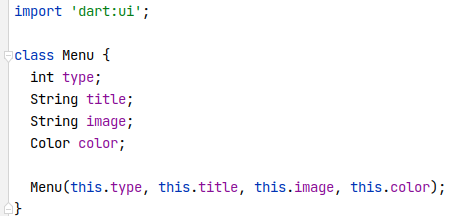 import 'dart:ui';
class Menu {
int type;
String title;
String image;
Color color;
Menu(this.type, this.title, this.image, this.color);
}